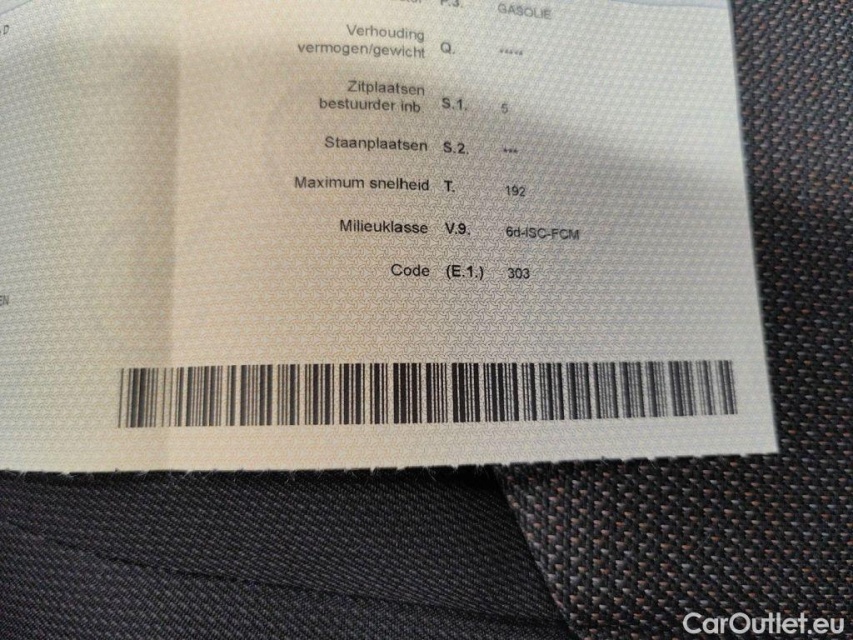 P.3. GASOLIE
Verhouding
vermogen/gewicht Q. *****
Zitplaatsen
bestuurder inb S.1. 5
Staanplaatsen S.2. ***
Maximum snelheid T. 192
Milieuklasse V.9. 6d-ISC-FCM
Code (E.1.) 303
CarOutlet.eu